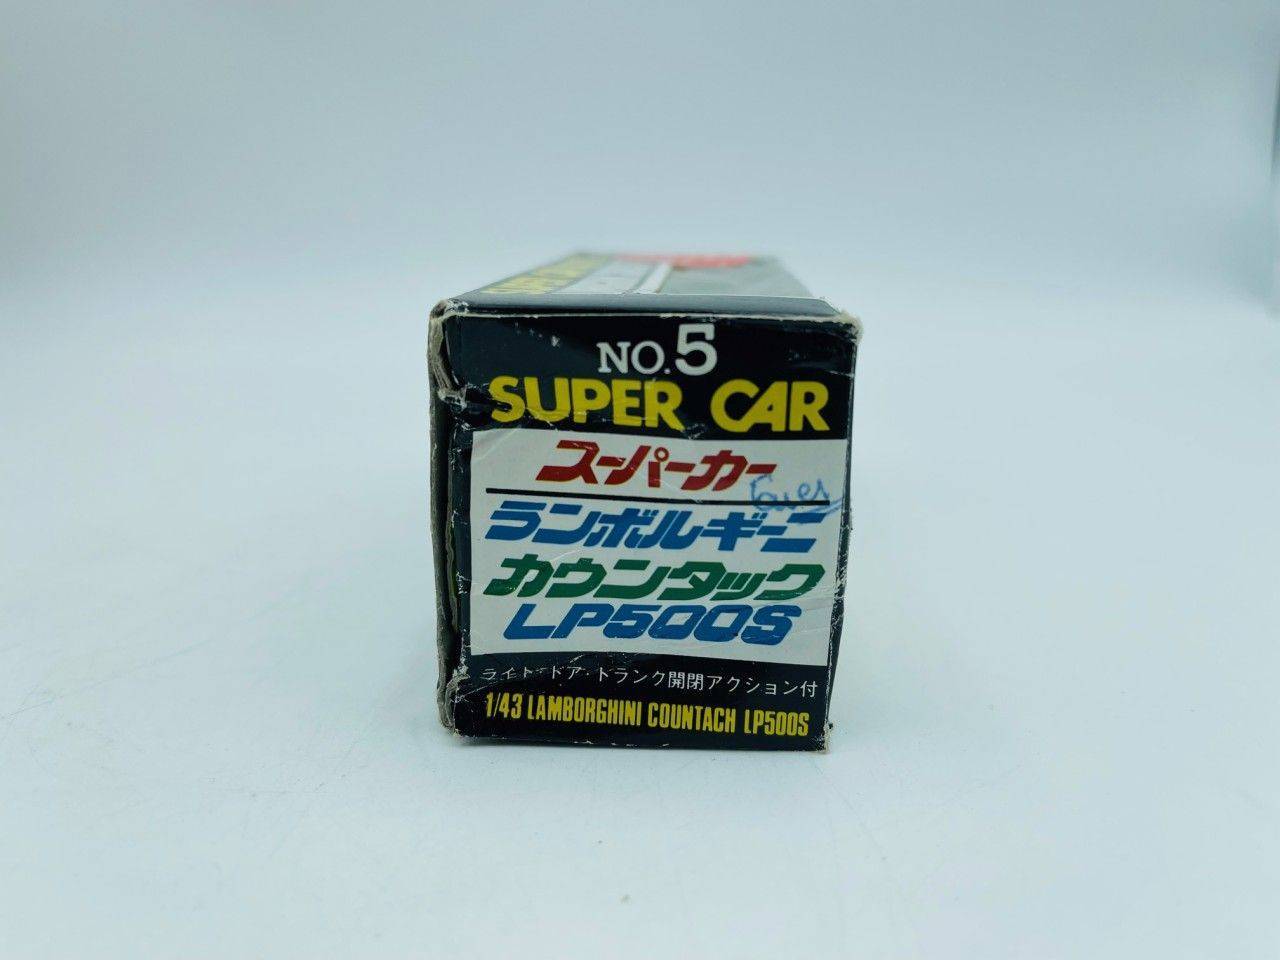 NO.5
SUPER CAR
スーパーカー
ランボルギーニ
カウンタック
LP500S
ライト・ドア・トランク開閉アクション付
1/43 LAMBORGHINI COUNTACH LP500S